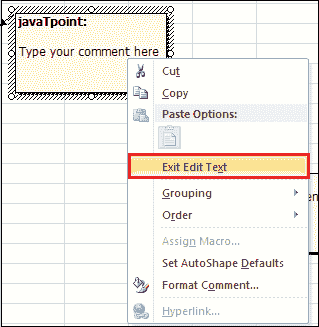 javaTpoint:
Type your comment here
Cut
Copy
Paste Options:
Exit Edit Text
Grouping
Order
Assign Macro...
Set AutoShape Defaults
Format Comment...
Hyperlink...